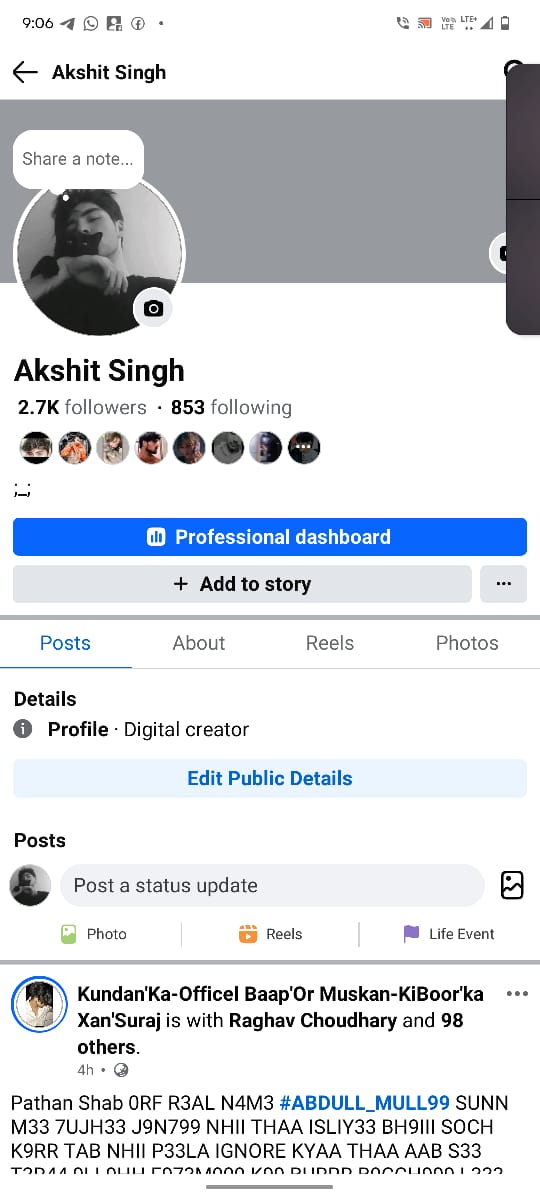 9:06
Vo)) LTE LTE+
Akshit Singh
Share a note...
Akshit Singh
2.7K followers · 853 following
;_;
Professional dashboard
+ Add to story
Posts About Reels Photos
Details
Profile · Digital creator
Edit Public Details
Posts
Post a status update
Photo Reels Life Event
Kundan'Ka-Officel Baap'Or Muskan-KiBoor'ka
Xan'Suraj is with Raghav Choudhary and 98
others.
4h
Pathan Shab 0RF R3AL N4M3 #ABDULL_MULL99 SUNN
M33 7UJH33 J9N799 NHII THAA ISLIY33 BH9III SOCH
K9RR TAB NHII P33LA IGNORE KYAA THAA AAB S33